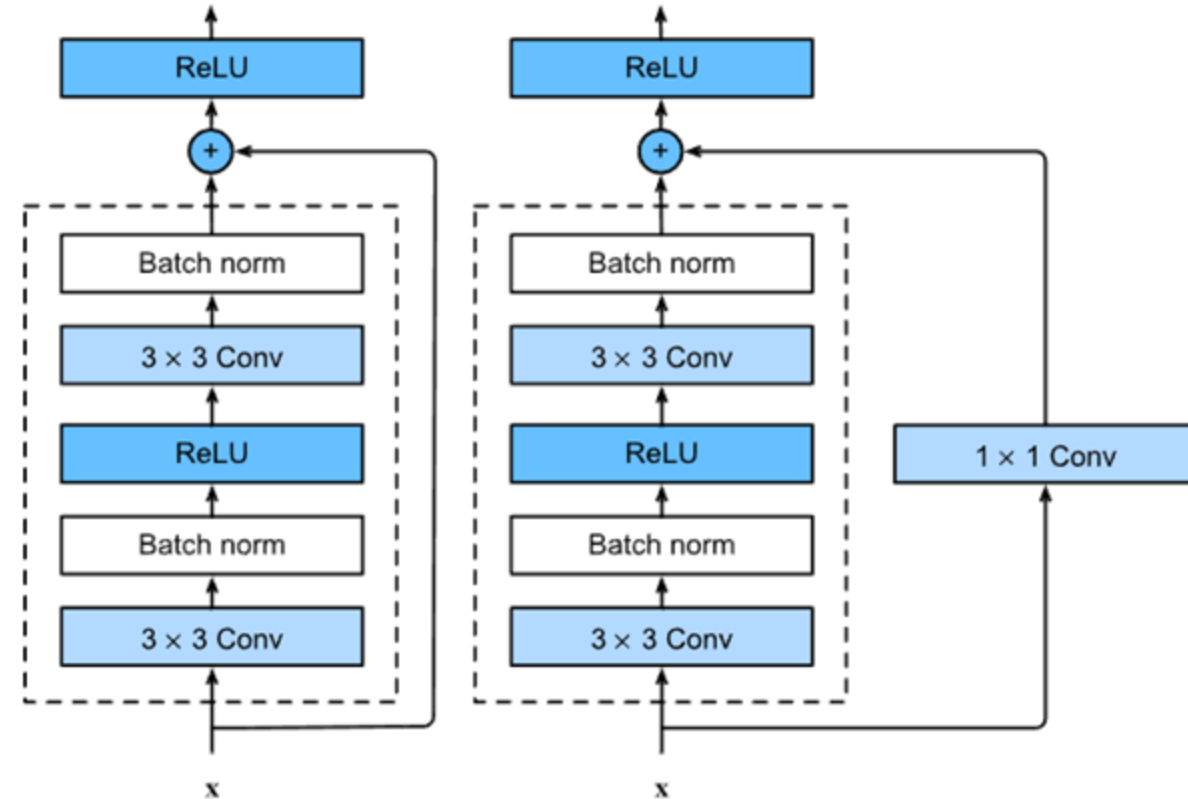 ReLU
+
Batch norm
3 × 3 Conv
ReLU
Batch norm
3 × 3 Conv
x
ReLU
+
Batch norm
3 × 3 Conv
ReLU
Batch norm
3 × 3 Conv
x
1 × 1 Conv